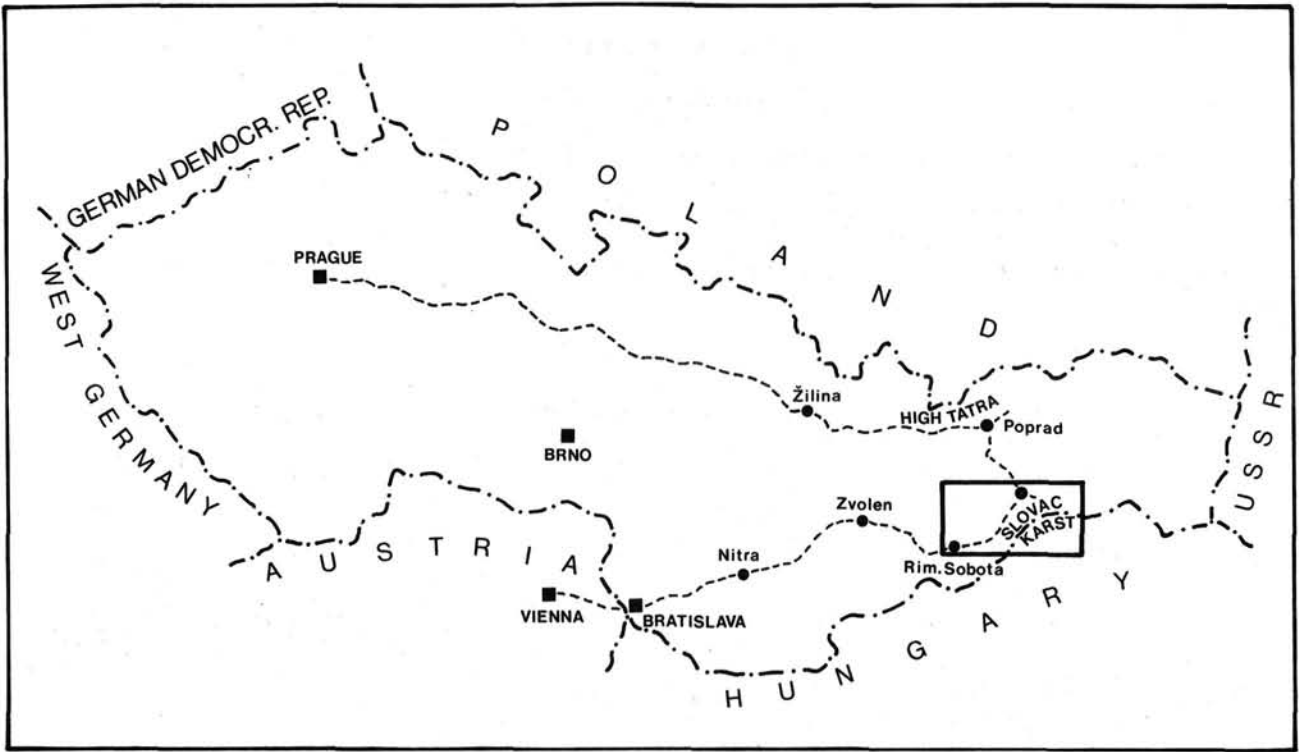 GERMAN DEMOCR. REP.
POLAND
PRAGUE
WEST GERMANY
Žilina
HIGH TATRA
Poprad
USSR
BRNO
Zvolen
SLOVAC
KARST
AUSTRIA
Nitra
Rim. Sobota
VIENNA
BRATISLAVA
HUNGARY